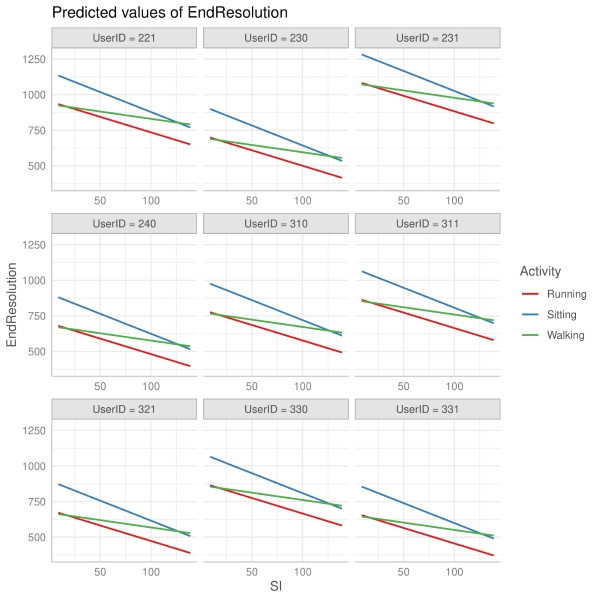 Predicted values of EndResolution
UserID = 221
UserID = 230
UserID = 231
1250
1000
750
500
50 100
50 100
50 100
UserID = 240
UserID = 310
UserID = 311
1250
1000
750
500
50 100
50 100
50 100
UserID = 321
UserID = 330
UserID = 331
1250
1000
750
500
50 100
50 100
50 100
EndResolution
SI
Activity
Running
Sitting
Walking